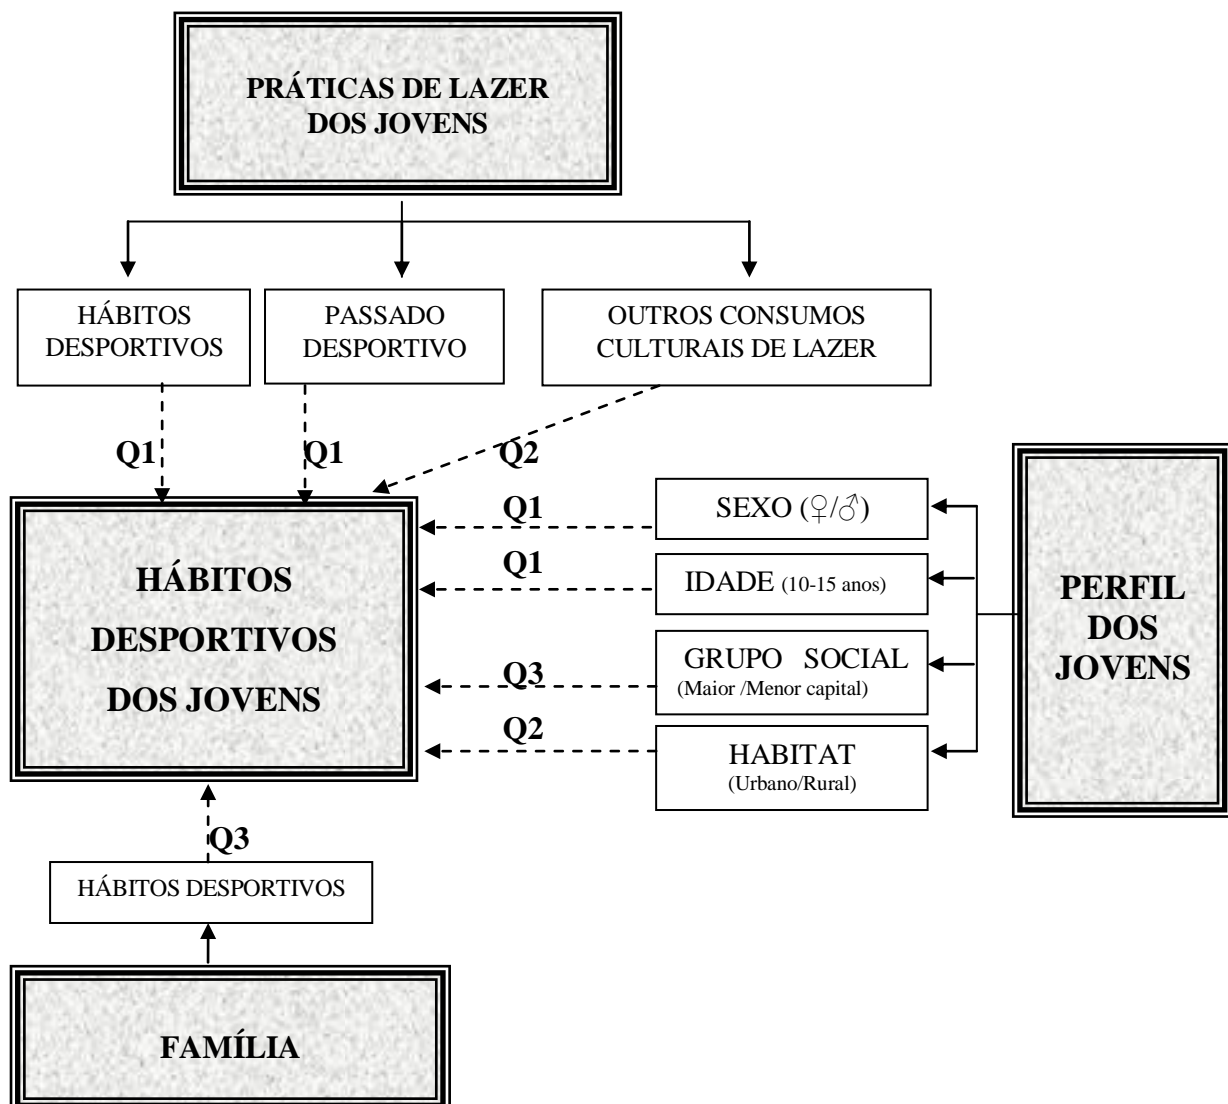 PRÁTICAS DE LAZER
DOS JOVENS
HÁBITOS
DESPORTIVOS
PASSADO
DESPORTIVO
OUTROS CONSUMOS
CULTURAIS DE LAZER
Q1
Q1
Q2
Q1
SEXO (♀/♂)
Q1
IDADE (10-15 anos)
Q3
GRUPO SOCIAL
(Maior /Menor capital)
Q2
HABITAT
(Urbano/Rural)
PERFIL
DOS
JOVENS
HÁBITOS
DESPORTIVOS
DOS JOVENS
Q3
HÁBITOS DESPORTIVOS
FAMÍLIA